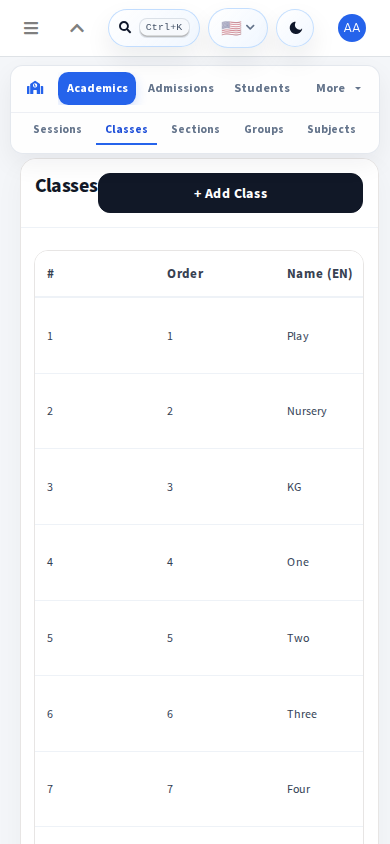 Ctrl+K
AA
Academics Admissions Students More
Sessions Classes Sections Groups Subjects
Classes + Add Class
# Order Name (EN)
1 1 Play
2 2 Nursery
3 3 KG
4 4 One
5 5 Two
6 6 Three
7 7 Four